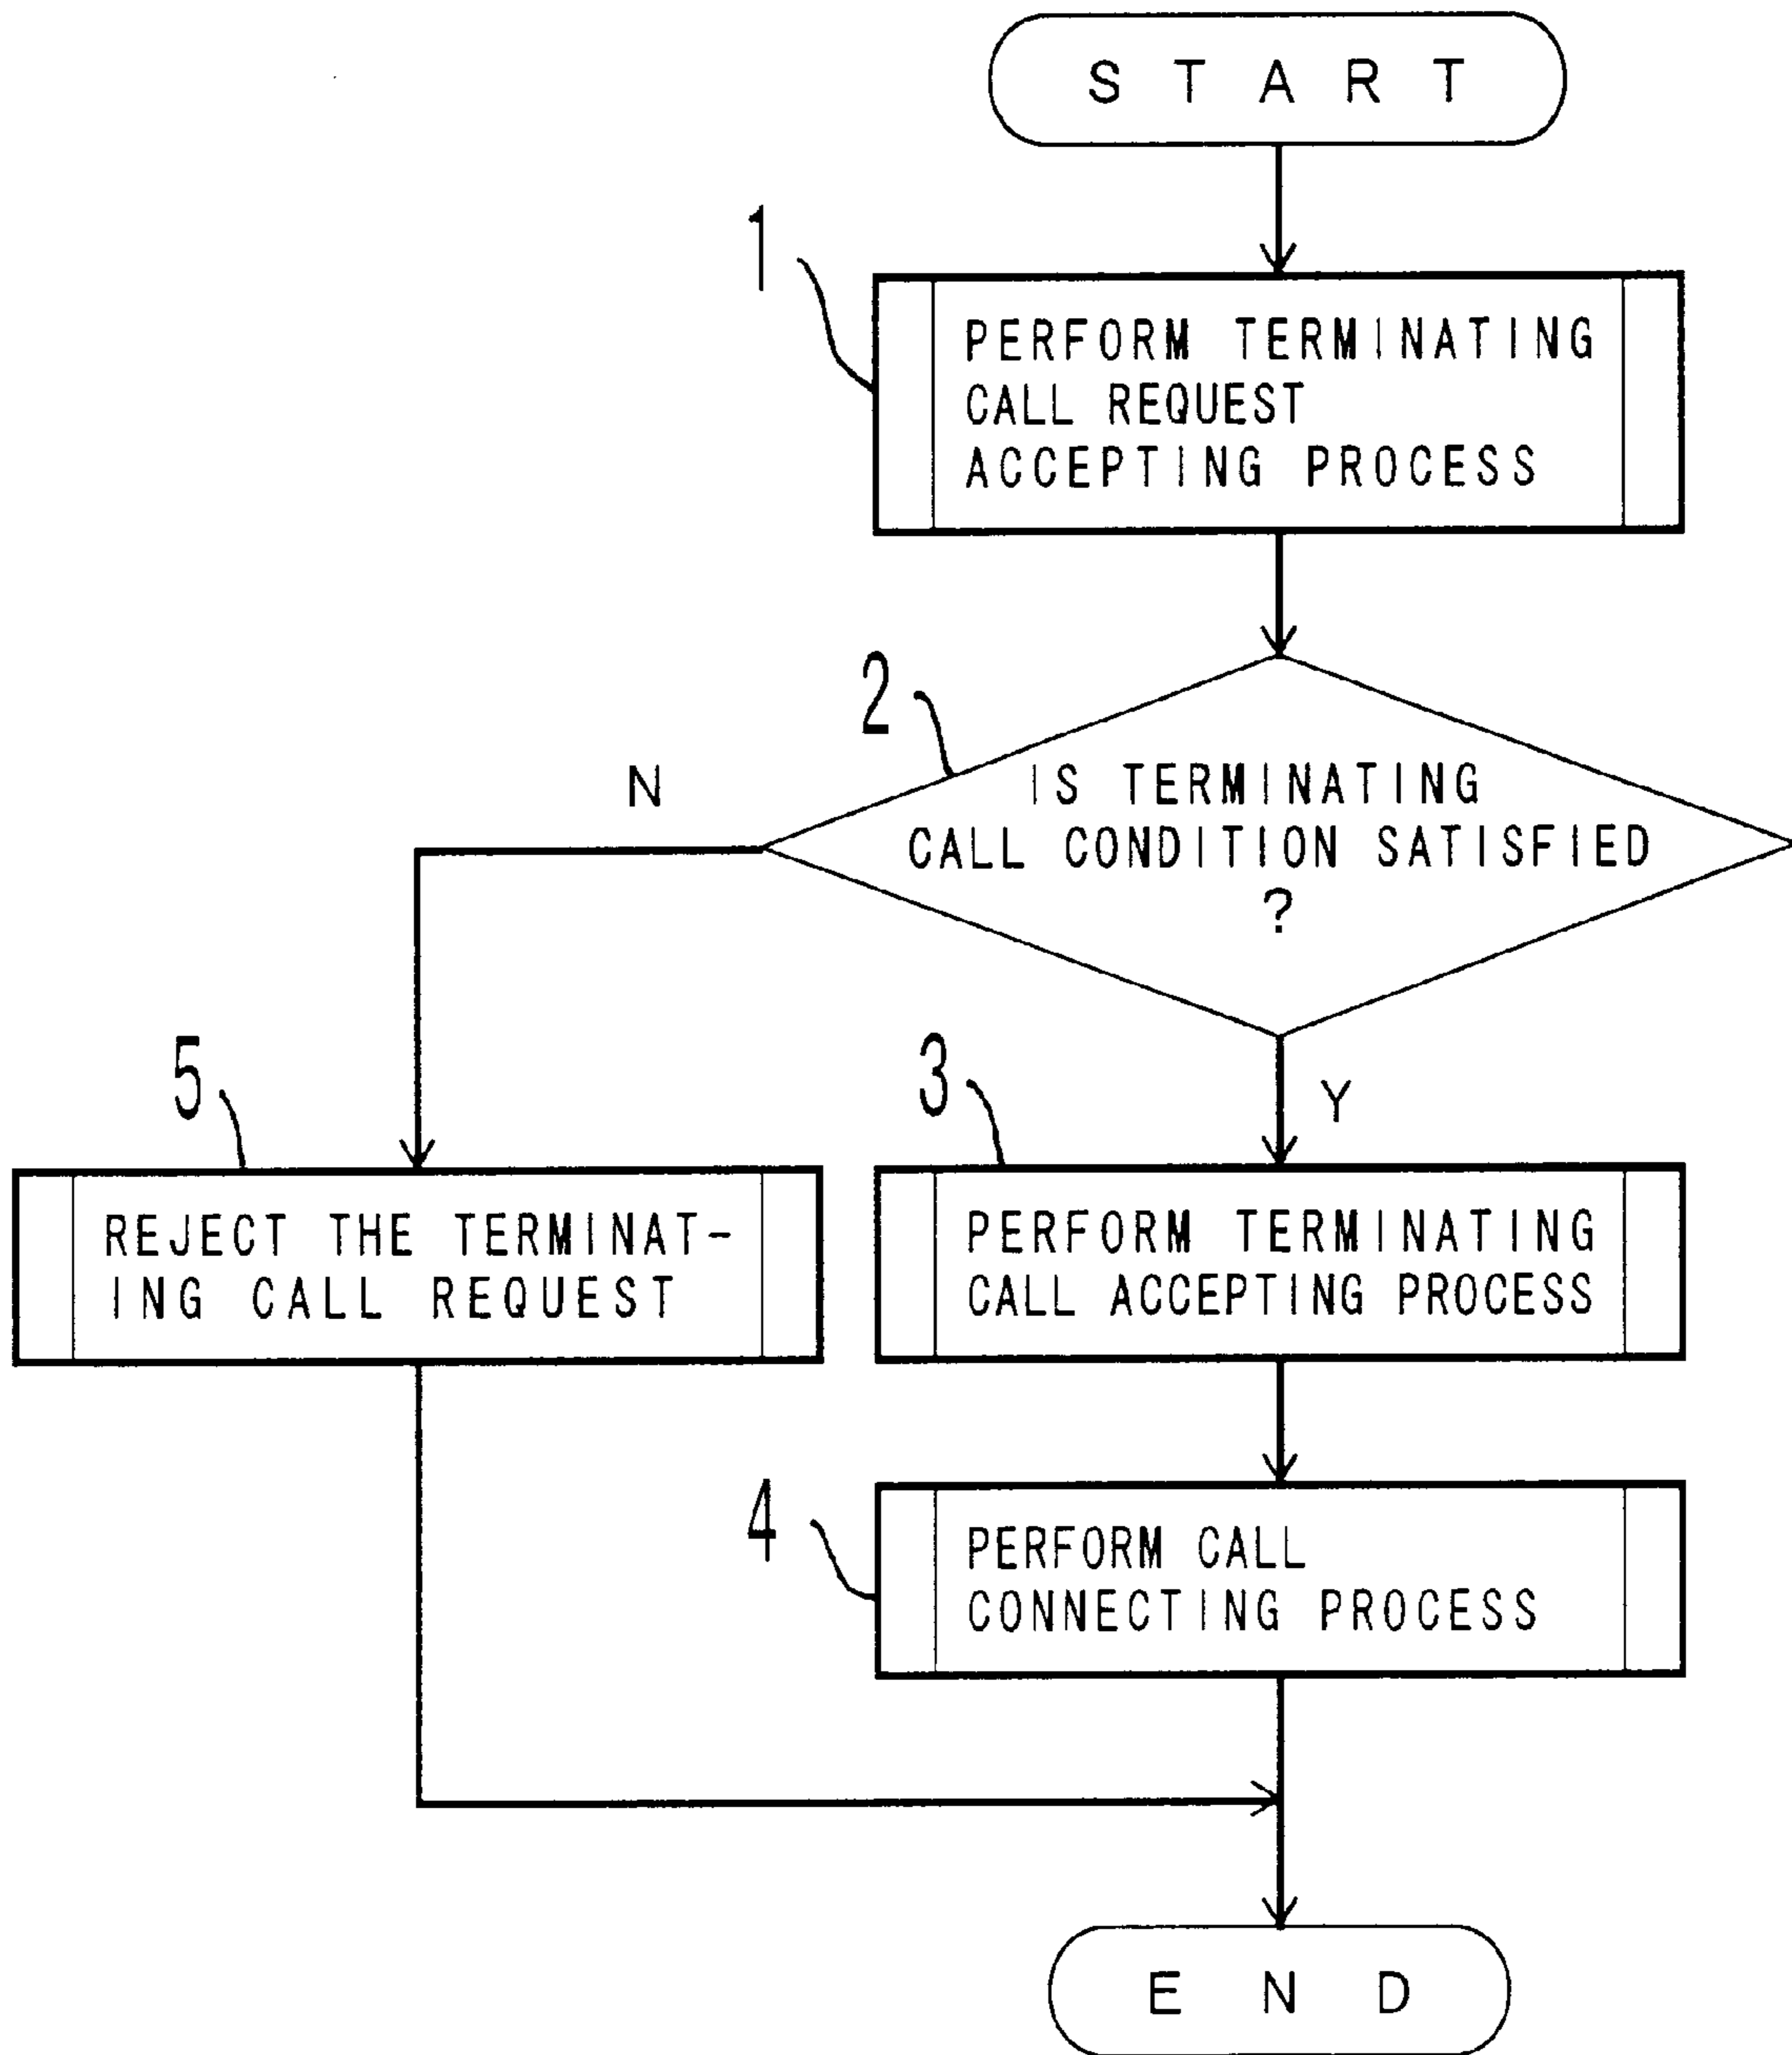 START
1
PERFORM TERMINATING
CALL REQUEST
ACCEPTING PROCESS
2
N
IS TERMINATING
CALL CONDITION SATISFIED
?
Y
5
REJECT THE TERMINAT-
ING CALL REQUEST
3
PERFORM TERMINATING
CALL ACCEPTING PROCESS
4
PERFORM CALL
CONNECTING PROCESS
END